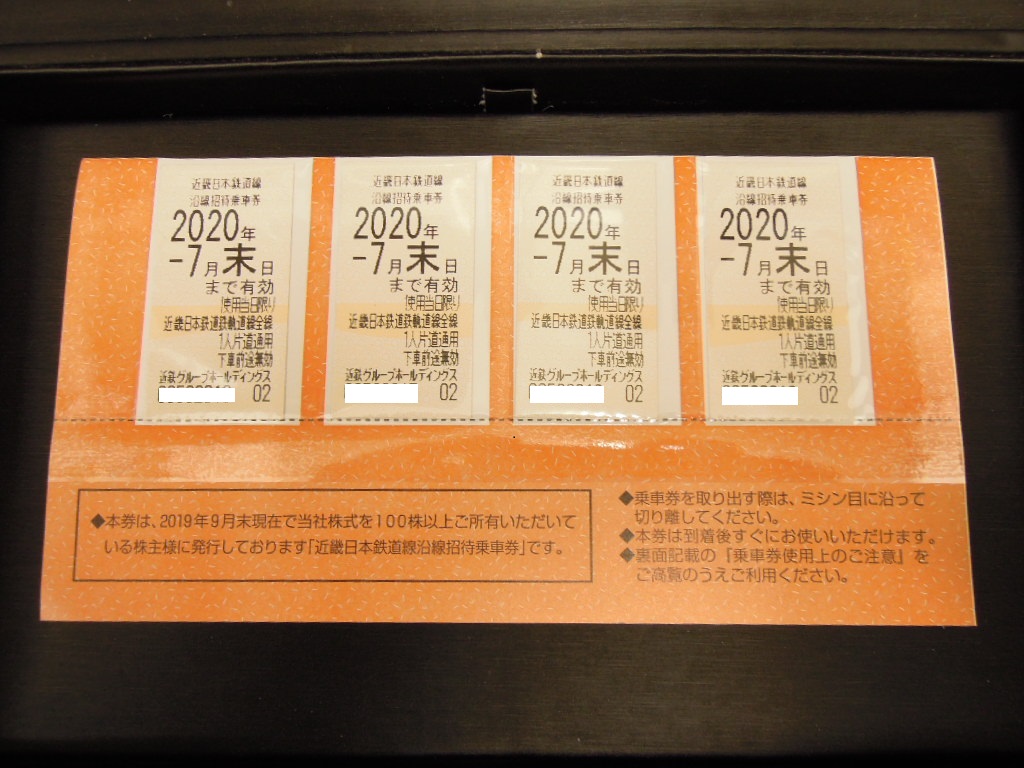 近畿日本鉄道線
沿線招待乗車券
2020年
-7月末日
まで有効
(使用当日限り)
近畿日本鉄道鉄軌道線全線
1人片道通用
下車前途無効
近鉄グループホールディングス
02
近畿日本鉄道線
沿線招待乗車券
2020年
-7月末日
まで有効
(使用当日限り)
近畿日本鉄道鉄軌道線全線
1人片道通用
下車前途無効
近鉄グループホールディングス
02
近畿日本鉄道線
沿線招待乗車券
2020年
-7月末日
まで有効
(使用当日限り)
近畿日本鉄道鉄軌道線全線
1人片道通用
下車前途無効
近鉄グループホールディングス
02
近畿日本鉄道線
沿線招待乗車券
2020年
-7月末日
まで有効
(使用当日限り)
近畿日本鉄道鉄軌道線全線
1人片道通用
下車前途無効
近鉄グループホールディングス
02
◆本券は、2019年9月末現在で当社株式を100株以上ご所有いただいて
いる株主様に発行しております「近畿日本鉄道線沿線招待乗車券」です。
◆乗車券を取り出す際は、ミシン目に沿って
切り離してください。
◆本券は到着後すぐにお使いいただけます。
◆裏面記載の『乗車券使用上のご注意』を
ご高覧のうえご利用ください。